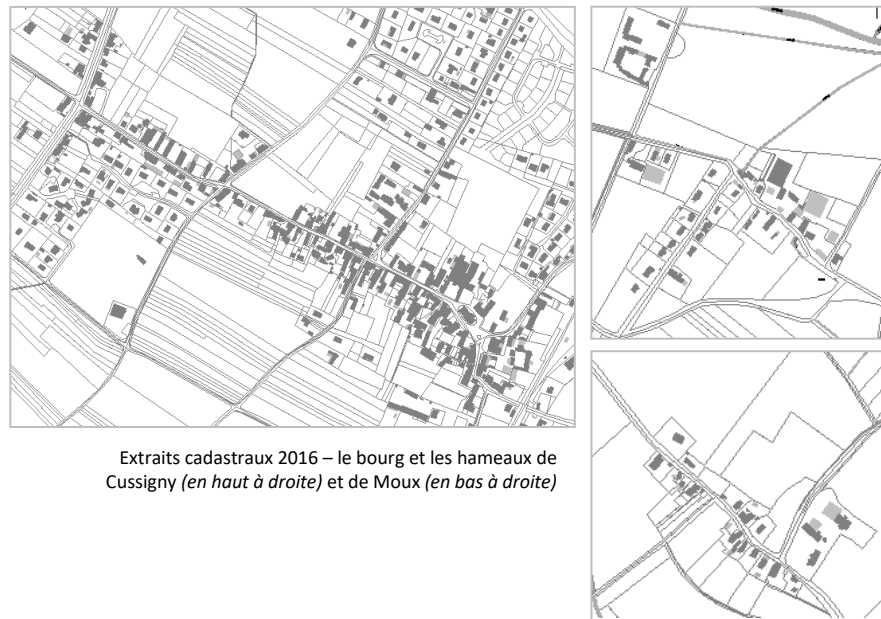 Extraits cadastraux 2016 – le bourg et les hameaux de
Cussigny (en haut à droite) et de Moux (en bas à droite)